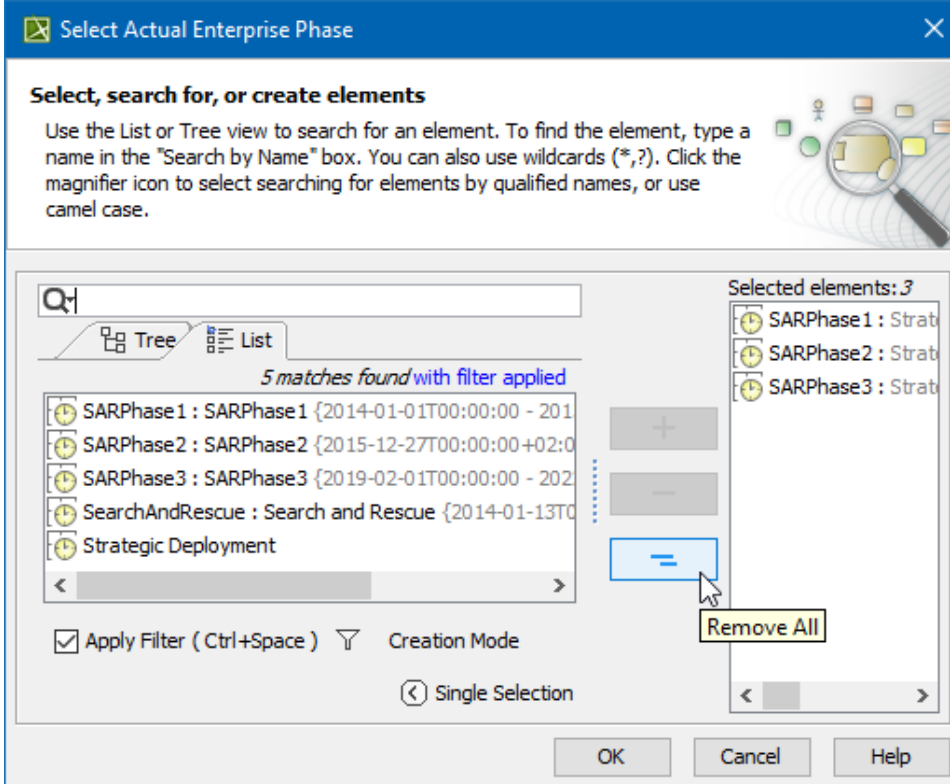 Select Actual Enterprise Phase
Select, search for, or create elements
Use the List or Tree view to search for an element. To find the element, type a
name in the "Search by Name" box. You can also use wildcards (*,?). Click the
magnifier icon to select searching for elements by qualified names, or use
camel case.
Selected elements: 3
SARPhase1 : Strat
SARPhase2 : Strat
SARPhase3 : Strat
Tree
List
5 matches found with filter applied
SARPhase1 : SARPhase1 {2014-01-01T00:00:00 - 201
SARPhase2 : SARPhase2 {2015-12-27T00:00:00+02:0
SARPhase3 : SARPhase3 {2019-02-01T00:00:00 - 202
SearchAndRescue : Search and Rescue {2014-01-13T0
Strategic Deployment
Remove All
Apply Filter ( Ctrl+Space )
Creation Mode
Single Selection
OK
Cancel
Help